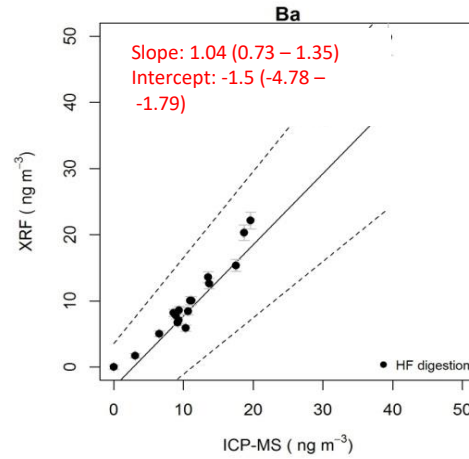 Ba
Slope: 1.04 (0.73 – 1.35)
Intercept: -1.5 (-4.78 –
-1.79)
50
40
30
20
10
0
XRF ( ng m⁻³)
HF digestion
0 10 20 30 40 50
ICP-MS ( ng m⁻³)